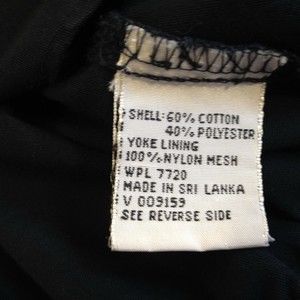 SHELL: 60% COTTON
40% POLYESTER
YOKE LINING
100% NYLON MESH
WPL 7720
MADE IN SRI LANKA
V 009159
SEE REVERSE SIDE